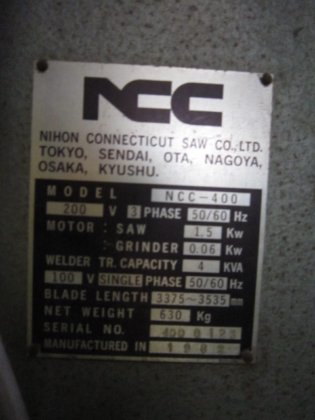 NCC
NIHON CONNECTICUT SAW CO., LTD.
TOKYO, SENDAI, OTA, NAGOYA,
OSAKA, KYUSHU.
MODEL NCC-400
200 V 3 PHASE 50/60 Hz
MOTOR : SAW 1.5 Kw
:- GRINDER 0.06 Kw
WELDER TR. CAPACITY 4 KVA
100 V SINGLE PHASE 50/60 Hz
BLADE LENGTH 3375~3535 mm
NET WEIGHT 630 Kg
SERIAL NO.
MANUFACTURED IN